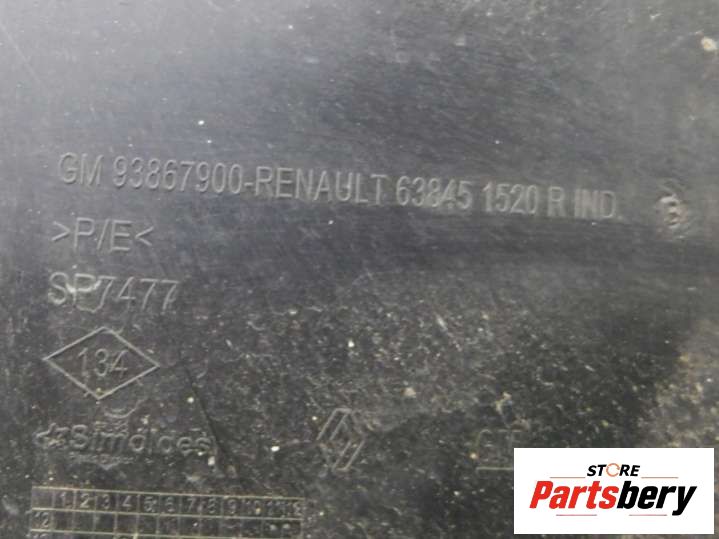 GM 93867900-RENAULT 63845 1520 R IND.
>P/E<
SP7477
134
Simoldes
1 2 3 4 5 6 7 8 9 10 11
12
STORE
Partsbery